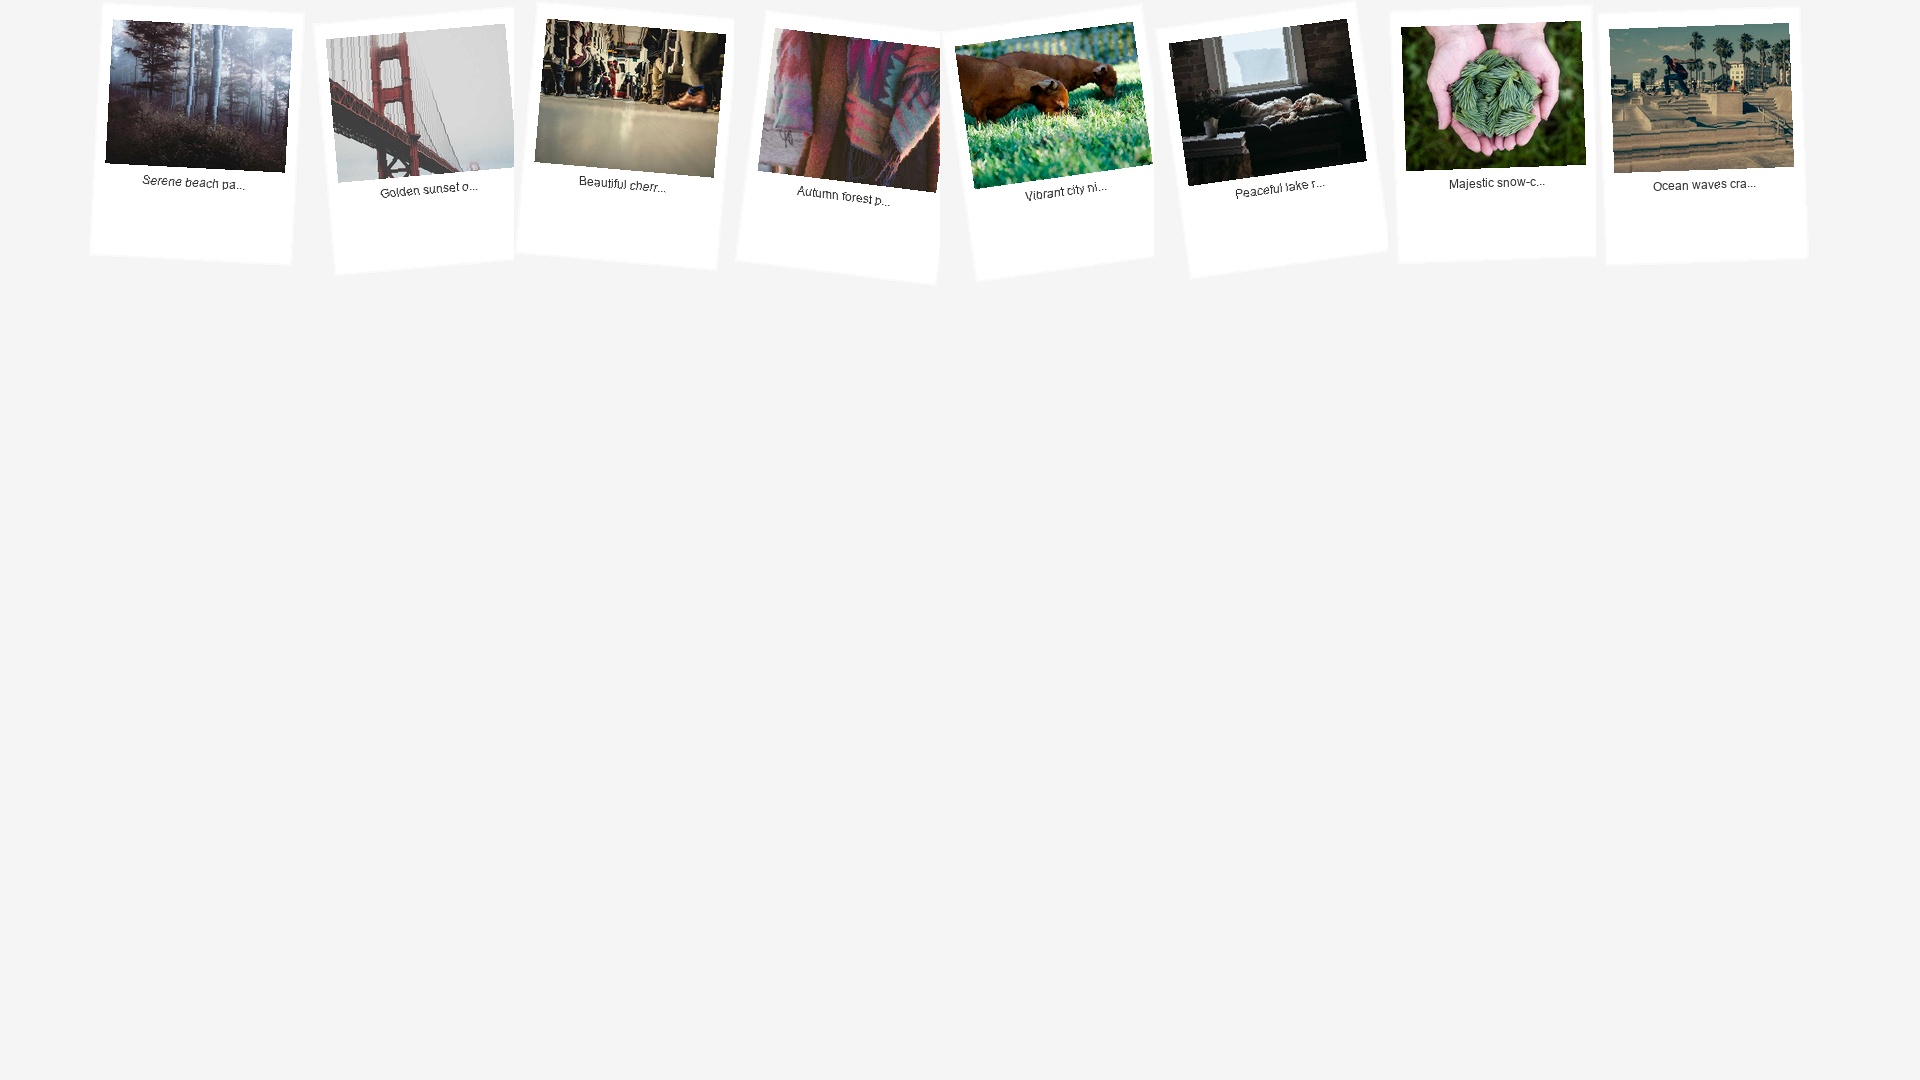 Serene beach pa...
Golden sunset o...
Beautiful cherr...
Autumn forest p...
Vibrant city ni...
Peaceful lake r...
Majestic snow-c...
Ocean waves cra...